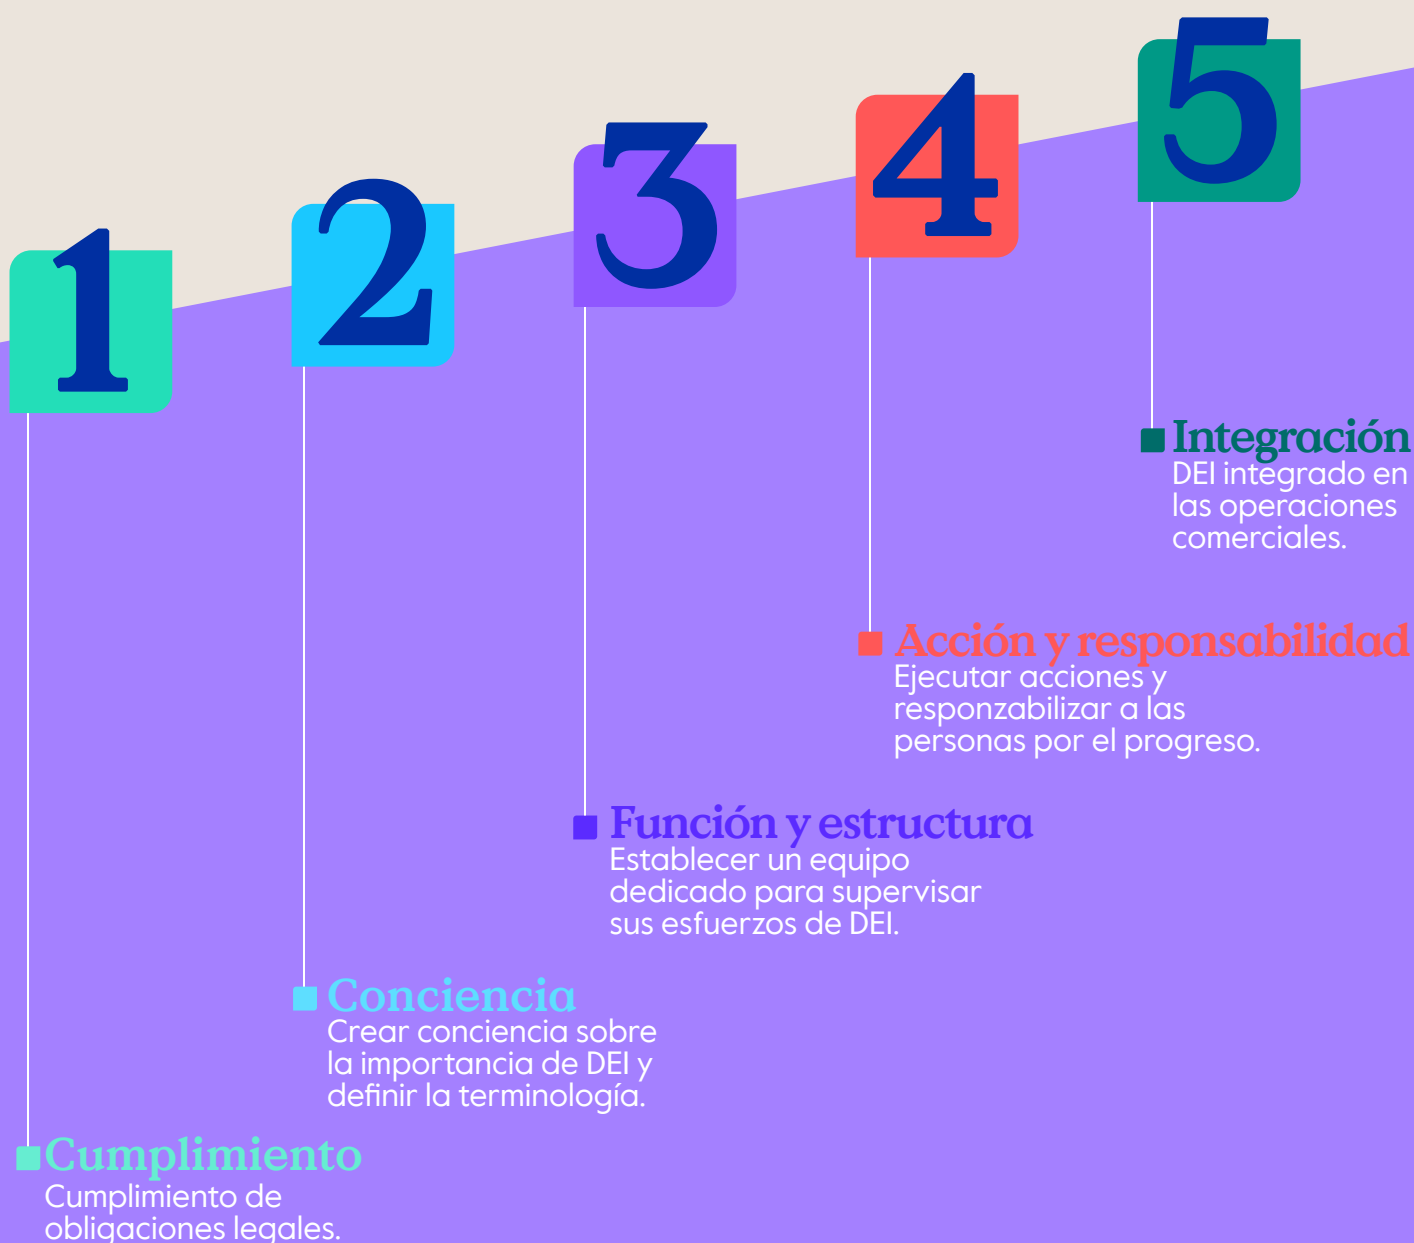 1
Cumplimiento
Cumplimiento de
obligaciones legales.
2
Conciencia
Crear conciencia sobre
la importancia de DEI y
definir la terminología.
3
Función y estructura
Establecer un equipo
dedicado para supervisar
sus esfuerzos de DEI.
4
Acción y responsabilidad
Ejecutar acciones y
responzabilizar a las
personas por el progreso.
5
Integración
DEI integrado en
las operaciones
comerciales.